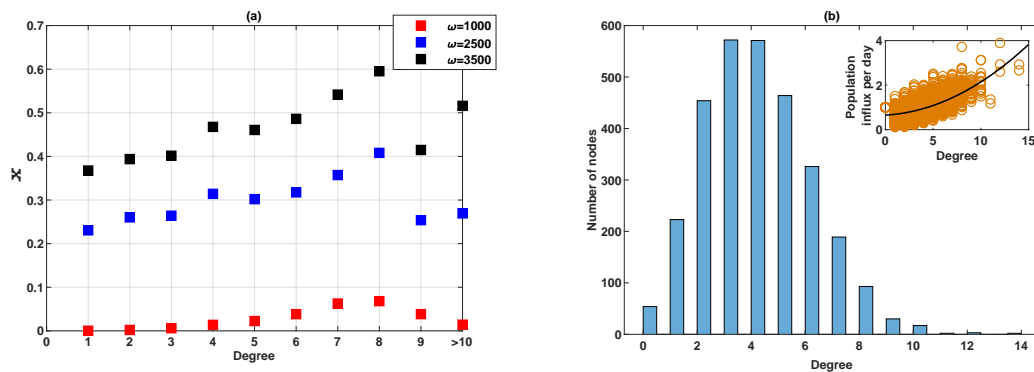 (a)
0.7
0.6
0.5
0.4
0.3
0.2
0.1
0
x
0 1 2 3 4 5 6 7 8 9 >10
Degree
ω=1000
ω=2500
ω=3500
(b)
600
500
400
300
200
100
0
Number of nodes
0 2 4 6 8 10 12 14
Degree
4
2
0
Population
influx per day
0 5 10 15
Degree